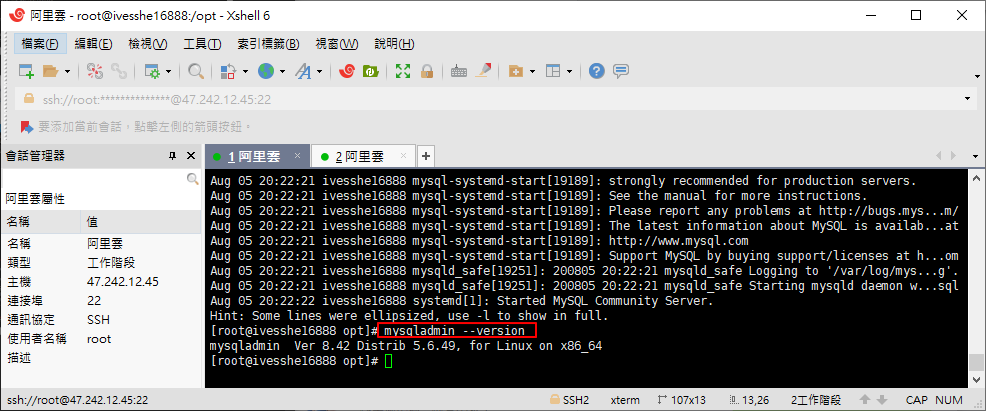 阿里雲 - root@ivesshe16888:/opt - Xshell 6
檔案(F) 編輯(E) 檢視(V) 工具(T) 索引標籤(B) 視窗(W) 說明(H)
ssh://root:**************@47.242.12.45:22
要添加當前會話，點擊左側的箭頭按鈕。
會話管理器
1 阿里雲
2 阿里雲
阿里雲屬性
名稱 值
名稱 阿里雲
類型 工作階段
主機 47.242.12.45
連接埠 22
通訊協定 SSH
使用者名稱 root
描述
Aug 05 20:22:21 ivesshe16888 mysql-systemd-start[19189]: strongly recommended for production servers.
Aug 05 20:22:21 ivesshe16888 mysql-systemd-start[19189]: See the manual for more instructions.
Aug 05 20:22:21 ivesshe16888 mysql-systemd-start[19189]: Please report any problems at http://bugs.mys...m/
Aug 05 20:22:21 ivesshe16888 mysql-systemd-start[19189]: The latest information about MySQL is availab...at
Aug 05 20:22:21 ivesshe16888 mysql-systemd-start[19189]: http://www.mysql.com
Aug 05 20:22:21 ivesshe16888 mysql-systemd-start[19189]: Support MySQL by buying support/licenses at h...om
Aug 05 20:22:21 ivesshe16888 mysqld_safe[19251]: 200805 20:22:21 mysqld_safe Logging to '/var/log/mys...g'.
Aug 05 20:22:21 ivesshe16888 mysqld_safe[19251]: 200805 20:22:21 mysqld_safe Starting mysqld daemon w...sql
Aug 05 20:22:22 ivesshe16888 systemd[1]: Started MySQL Community Server.
Hint: Some lines were ellipsized, use -l to show in full.
[root@ivesshe16888 opt]# mysqladmin --version
mysqladmin  Ver 8.42 Distrib 5.6.49, for Linux on x86_64
[root@ivesshe16888 opt]#
ssh://root@47.242.12.45:22 SSH2 xterm 107x13 13,26 2工作階段 CAP NUM